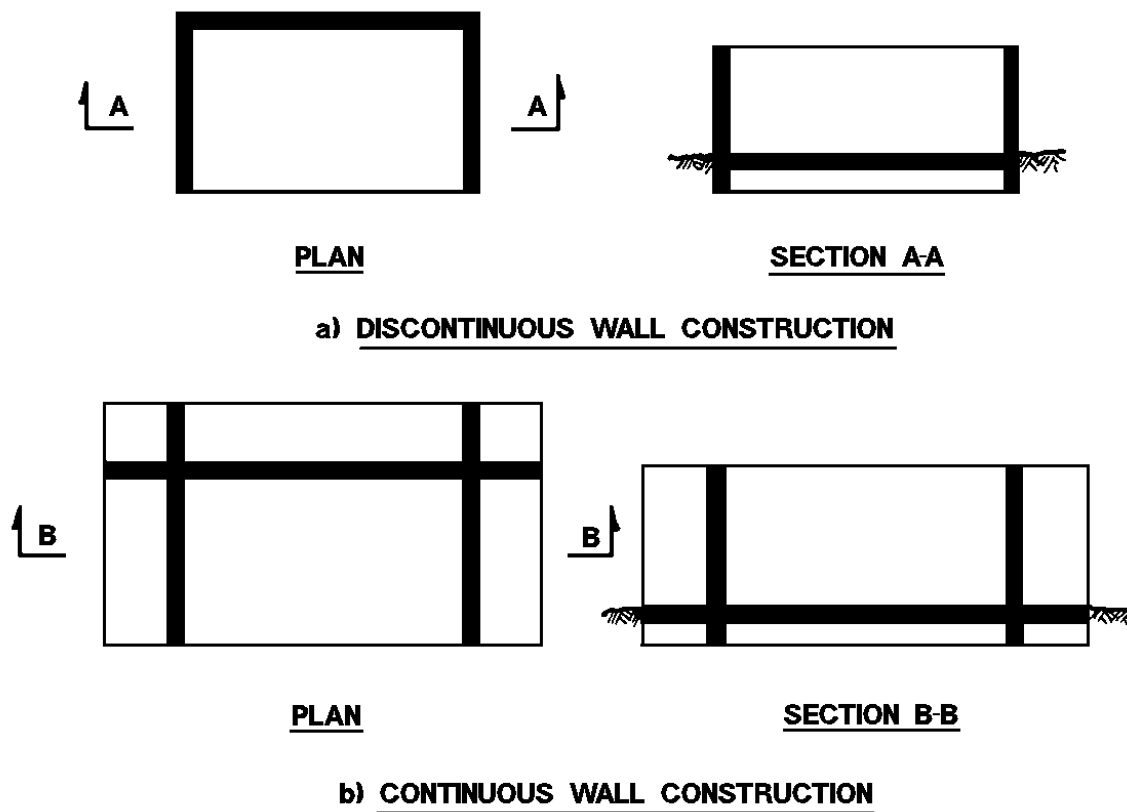 A
A
PLAN
SECTION A-A
a) DISCONTINUOUS WALL CONSTRUCTION
B
B
PLAN
SECTION B-B
b) CONTINUOUS WALL CONSTRUCTION